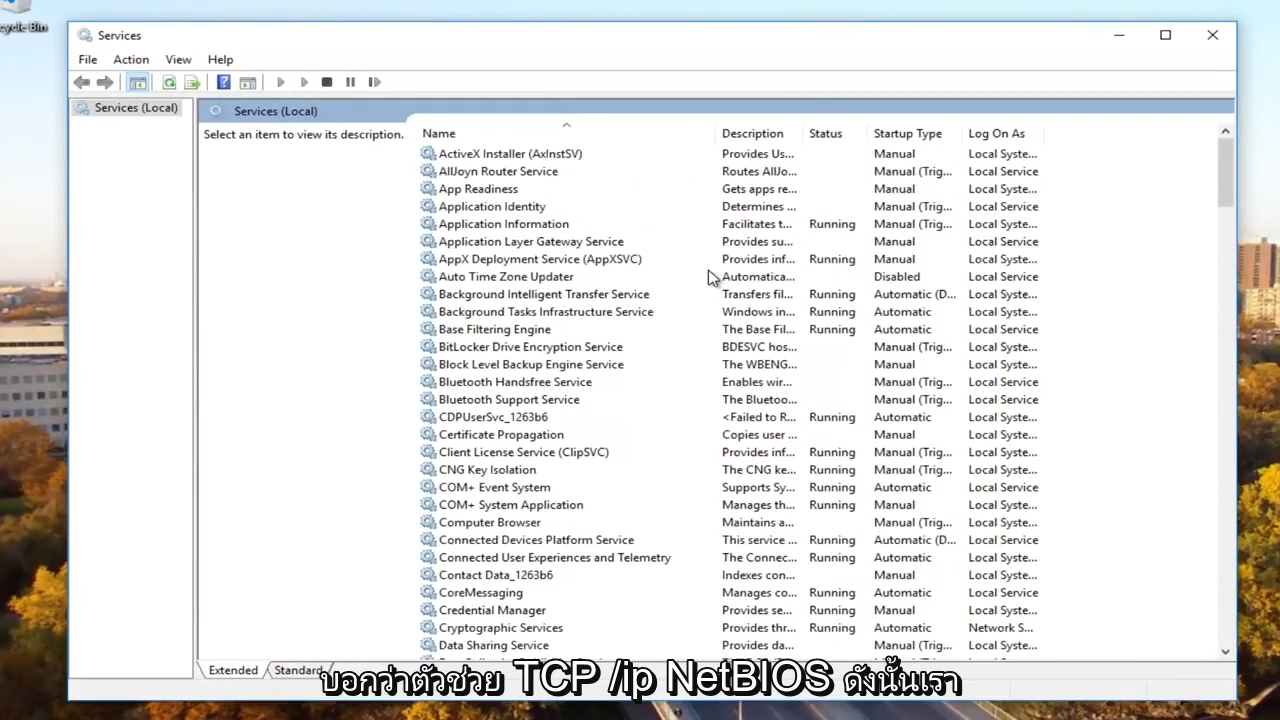 cycle Bin
Services
File Action View Help
Services (Local)
Services (Local)
Select an item to view its description.
Name Description Status Startup Type Log On As
ActiveX Installer (AxInstSV) Provides Us... Manual Local Syste...
AllJoyn Router Service Routes AllJo... Manual (Trig... Local Service
App Readiness Gets apps re... Manual Local Syste...
Application Identity Determines ... Manual (Trig... Local Service
Application Information Facilitates t... Running Manual (Trig... Local Syste...
Application Layer Gateway Service Provides su... Manual Local Service
AppX Deployment Service (AppXSVC) Provides inf... Running Manual Local Syste...
Auto Time Zone Updater Automatica... Disabled Local Service
Background Intelligent Transfer Service Transfers fil... Running Automatic (D... Local Syste...
Background Tasks Infrastructure Service Windows in... Running Automatic Local Syste...
Base Filtering Engine The Base Fil... Running Automatic Local Service
BitLocker Drive Encryption Service BDESVC hos... Manual (Trig... Local Syste...
Block Level Backup Engine Service The WBENG... Manual Local Syste...
Bluetooth Handsfree Service Enables wir... Manual (Trig... Local Service
Bluetooth Support Service The Bluetoo... Manual (Trig... Local Service
CDPUserSvc_1263b6 <Failed to R... Running Automatic Local Syste...
Certificate Propagation Copies user ... Running Manual Local Syste...
Client License Service (ClipSVC) Provides inf... Running Manual (Trig... Local Syste...
CNG Key Isolation The CNG ke... Running Manual (Trig... Local Syste...
COM+ Event System Supports Sy... Running Automatic Local Service
COM+ System Application Manages th... Running Manual Local Syste...
Computer Browser Maintains a... Manual (Trig... Local Syste...
Connected Devices Platform Service This service ... Running Automatic (D... Local Service
Connected User Experiences and Telemetry The Connec... Running Automatic Local Syste...
Contact Data_1263b6 Indexes con... Manual Local Syste...
CoreMessaging Manages co... Running Automatic Local Service
Credential Manager Provides se... Running Manual Local Syste...
Cryptographic Services Provides thr... Running Automatic Network S...
Data Sharing Service Provides da... Manual (Trig... Local Syste...
Extended Standard
บอกว่าตัวช่วย TCP /ip NetBIOS ดังนั้นเรา